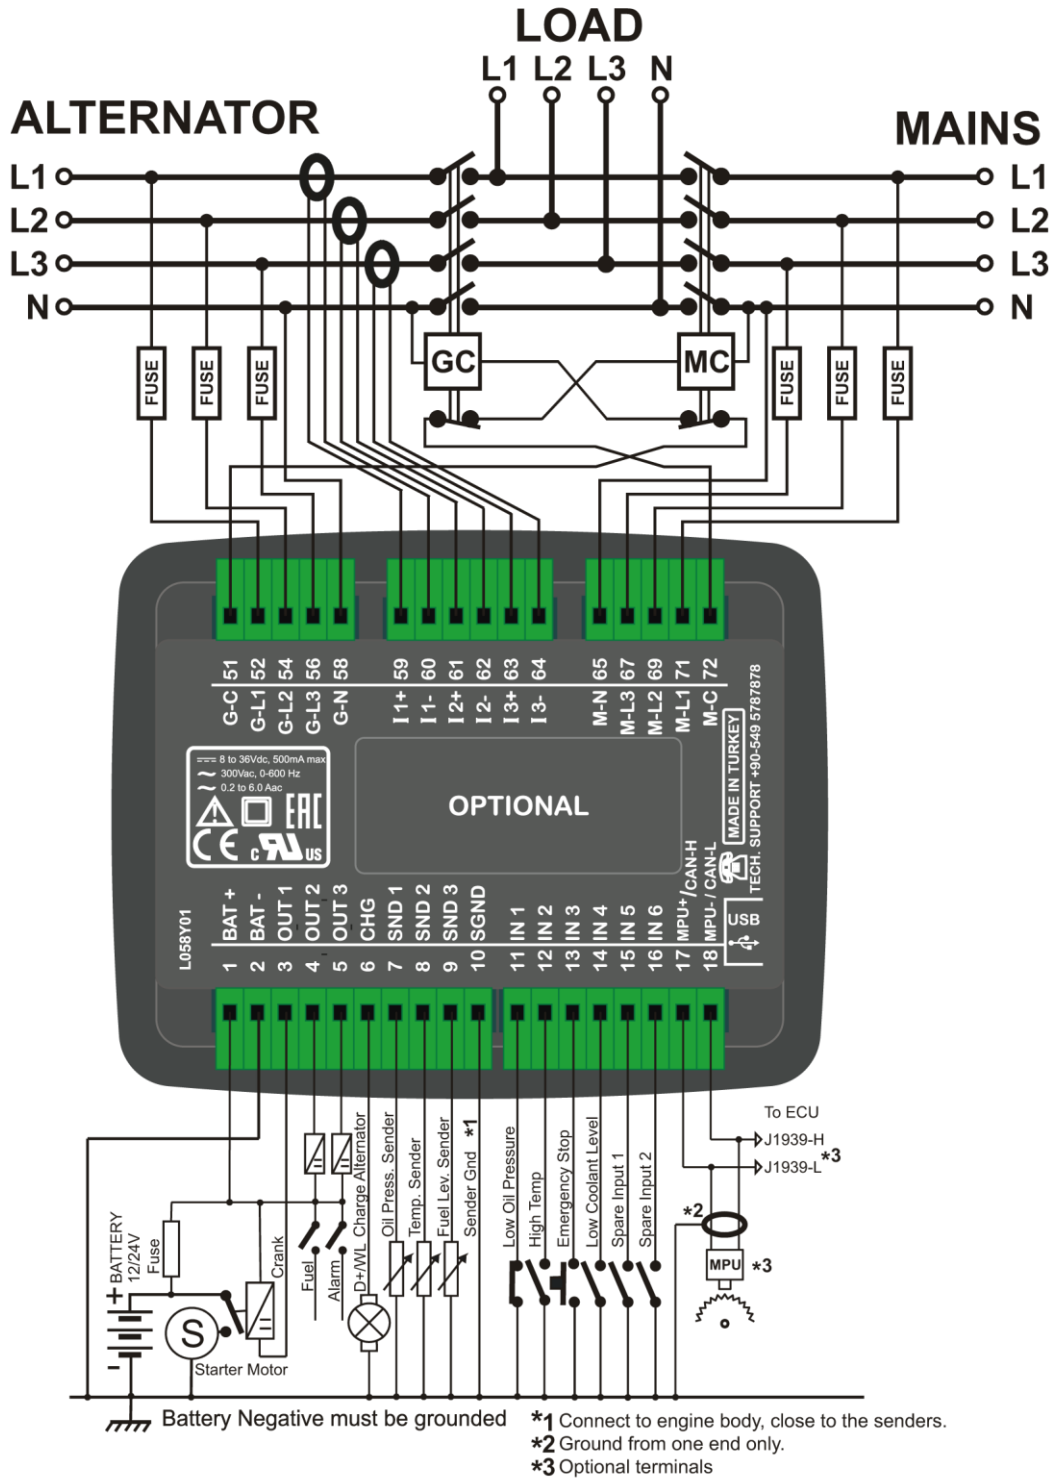 LOAD
L1 L2 L3 N
ALTERNATOR
MAINS
L1
L2
L3
N
L1
L2
L3
N
GC
MC
FUSE
FUSE
FUSE
FUSE
FUSE
FUSE
G-C 51
G-L1 52
G-L2 54
G-L3 56
G-N 58
I1+ 59
I1- 60
I2+ 61
I2- 62
I3+ 63
I3- 64
M-N 65
M-L3 67
M-L2 69
M-L1 71
M-C 72
8 to 36Vdc, 500mA max
300Vac, 0-600 Hz
0.2 to 6.0 Aac
EAC
CE
c RU US
OPTIONAL
MADE IN TURKEY
TECH. SUPPORT +90-549 5787878
L058Y01
1 BAT +
2 BAT -
3 OUT 1
4 OUT 2
5 OUT 3
6 CHG
7 SND 1
8 SND 2
9 SND 3
10 SGND
11 IN 1
12 IN 2
13 IN 3
14 IN 4
15 IN 5
16 IN 6
17 MPU+/CAN-H
18 MPU- / CAN-L
USB
BATTERY
12/24V
+
-
Fuse
S
Starter Motor
Crank
Fuel
Alarm
D+/WL Charge Alternator
Oil Press. Sender
Temp. Sender
Fuel Lev. Sender
Sender Gnd *1
Low Oil Pressure
High Temp
Emergency Stop
Low Coolant Level
Spare Input 1
Spare Input 2
To ECU
J1939-H
J1939-L *3
*2
MPU *3
Battery Negative must be grounded
*1 Connect to engine body, close to the senders.
*2 Ground from one end only.
*3 Optional terminals